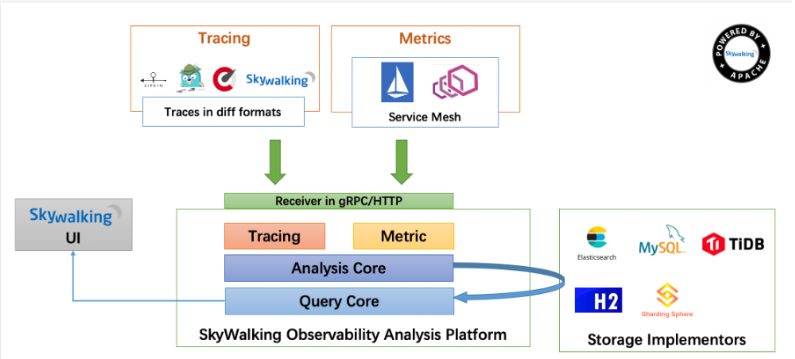 Tracing
Metrics
POWERED BY
Skywalking
APACHE
ZIPKIN
Skywalking
Traces in diff formats
Service Mesh
Receiver in gRPC/HTTP
Skywalking
UI
Tracing
Metric
Analysis Core
Query Core
SkyWalking Observability Analysis Platform
Elasticsearch
MySQL
TiDB
H2
Sharding Sphere
Storage Implementors